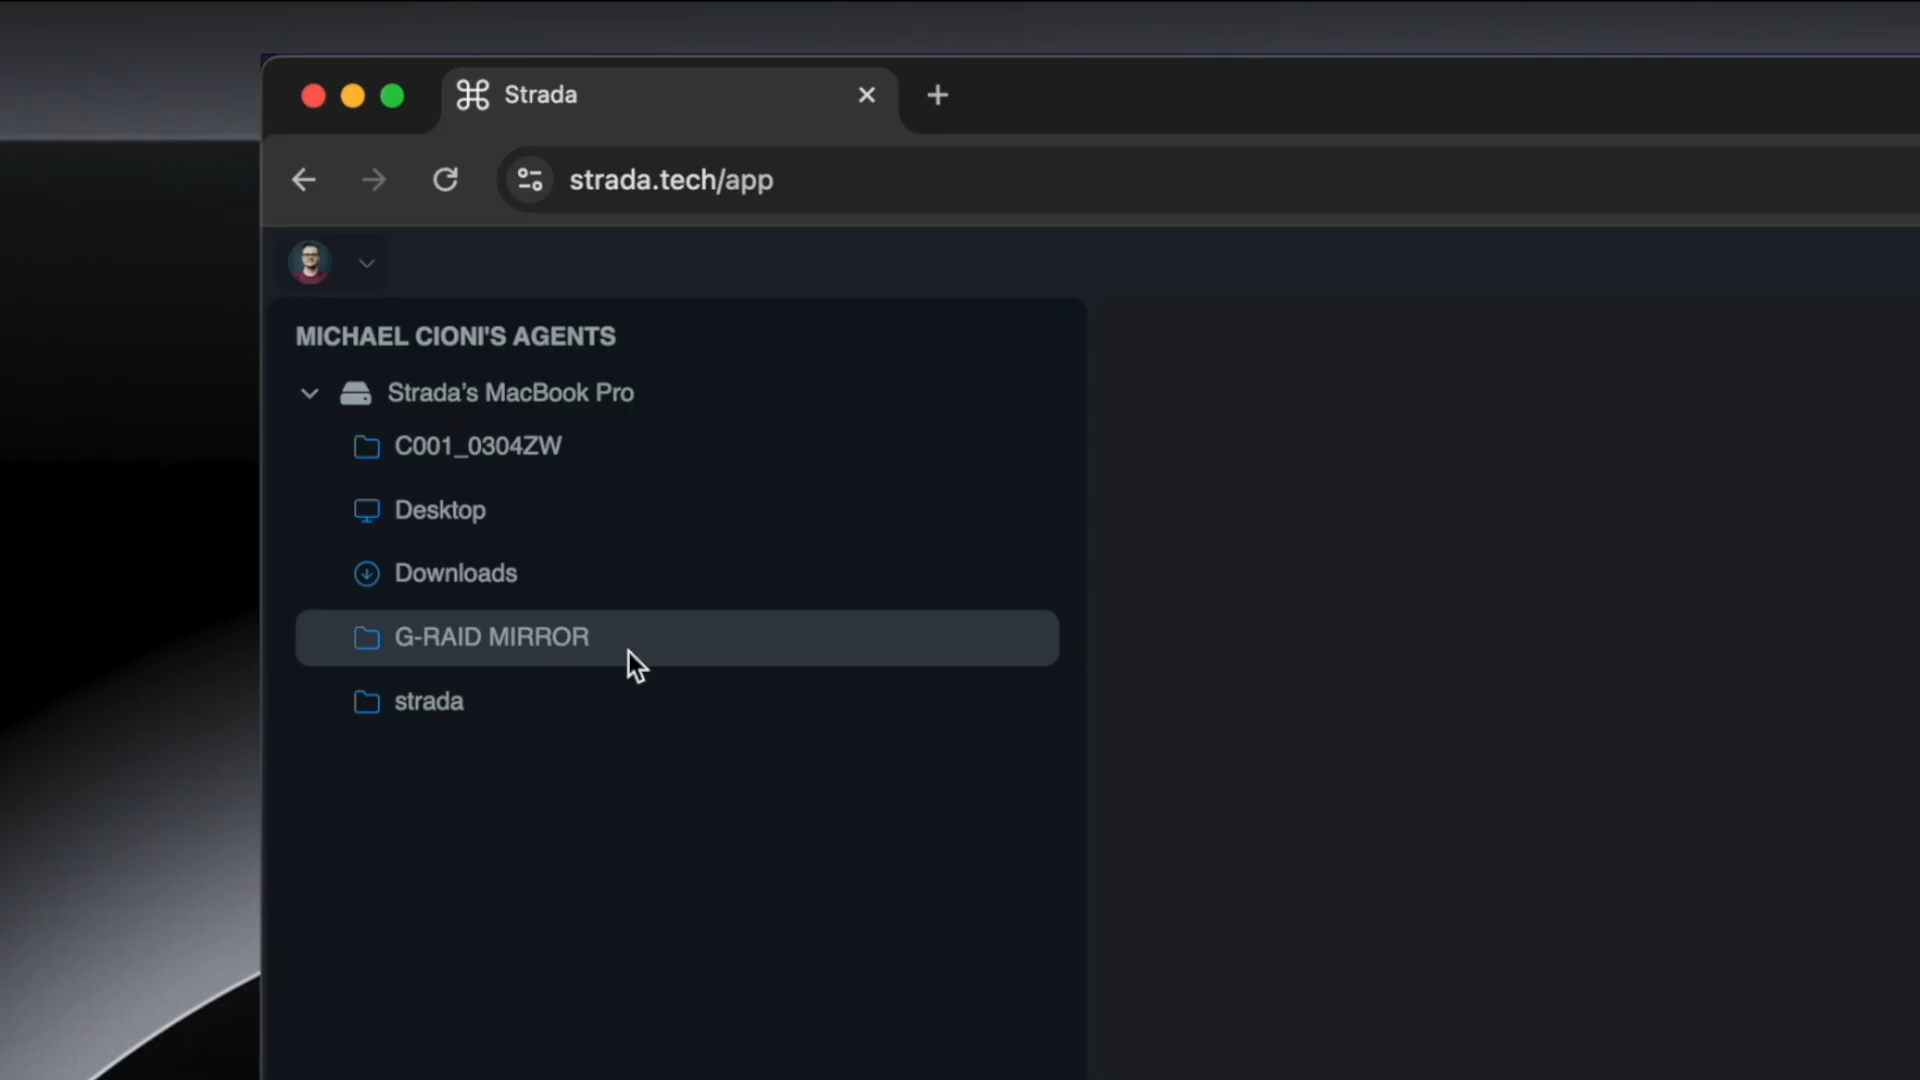 Strada
strada.tech/app
MICHAEL CIONI'S AGENTS
Strada’s MacBook Pro
C001_0304ZW
Desktop
Downloads
G-RAID MIRROR
strada